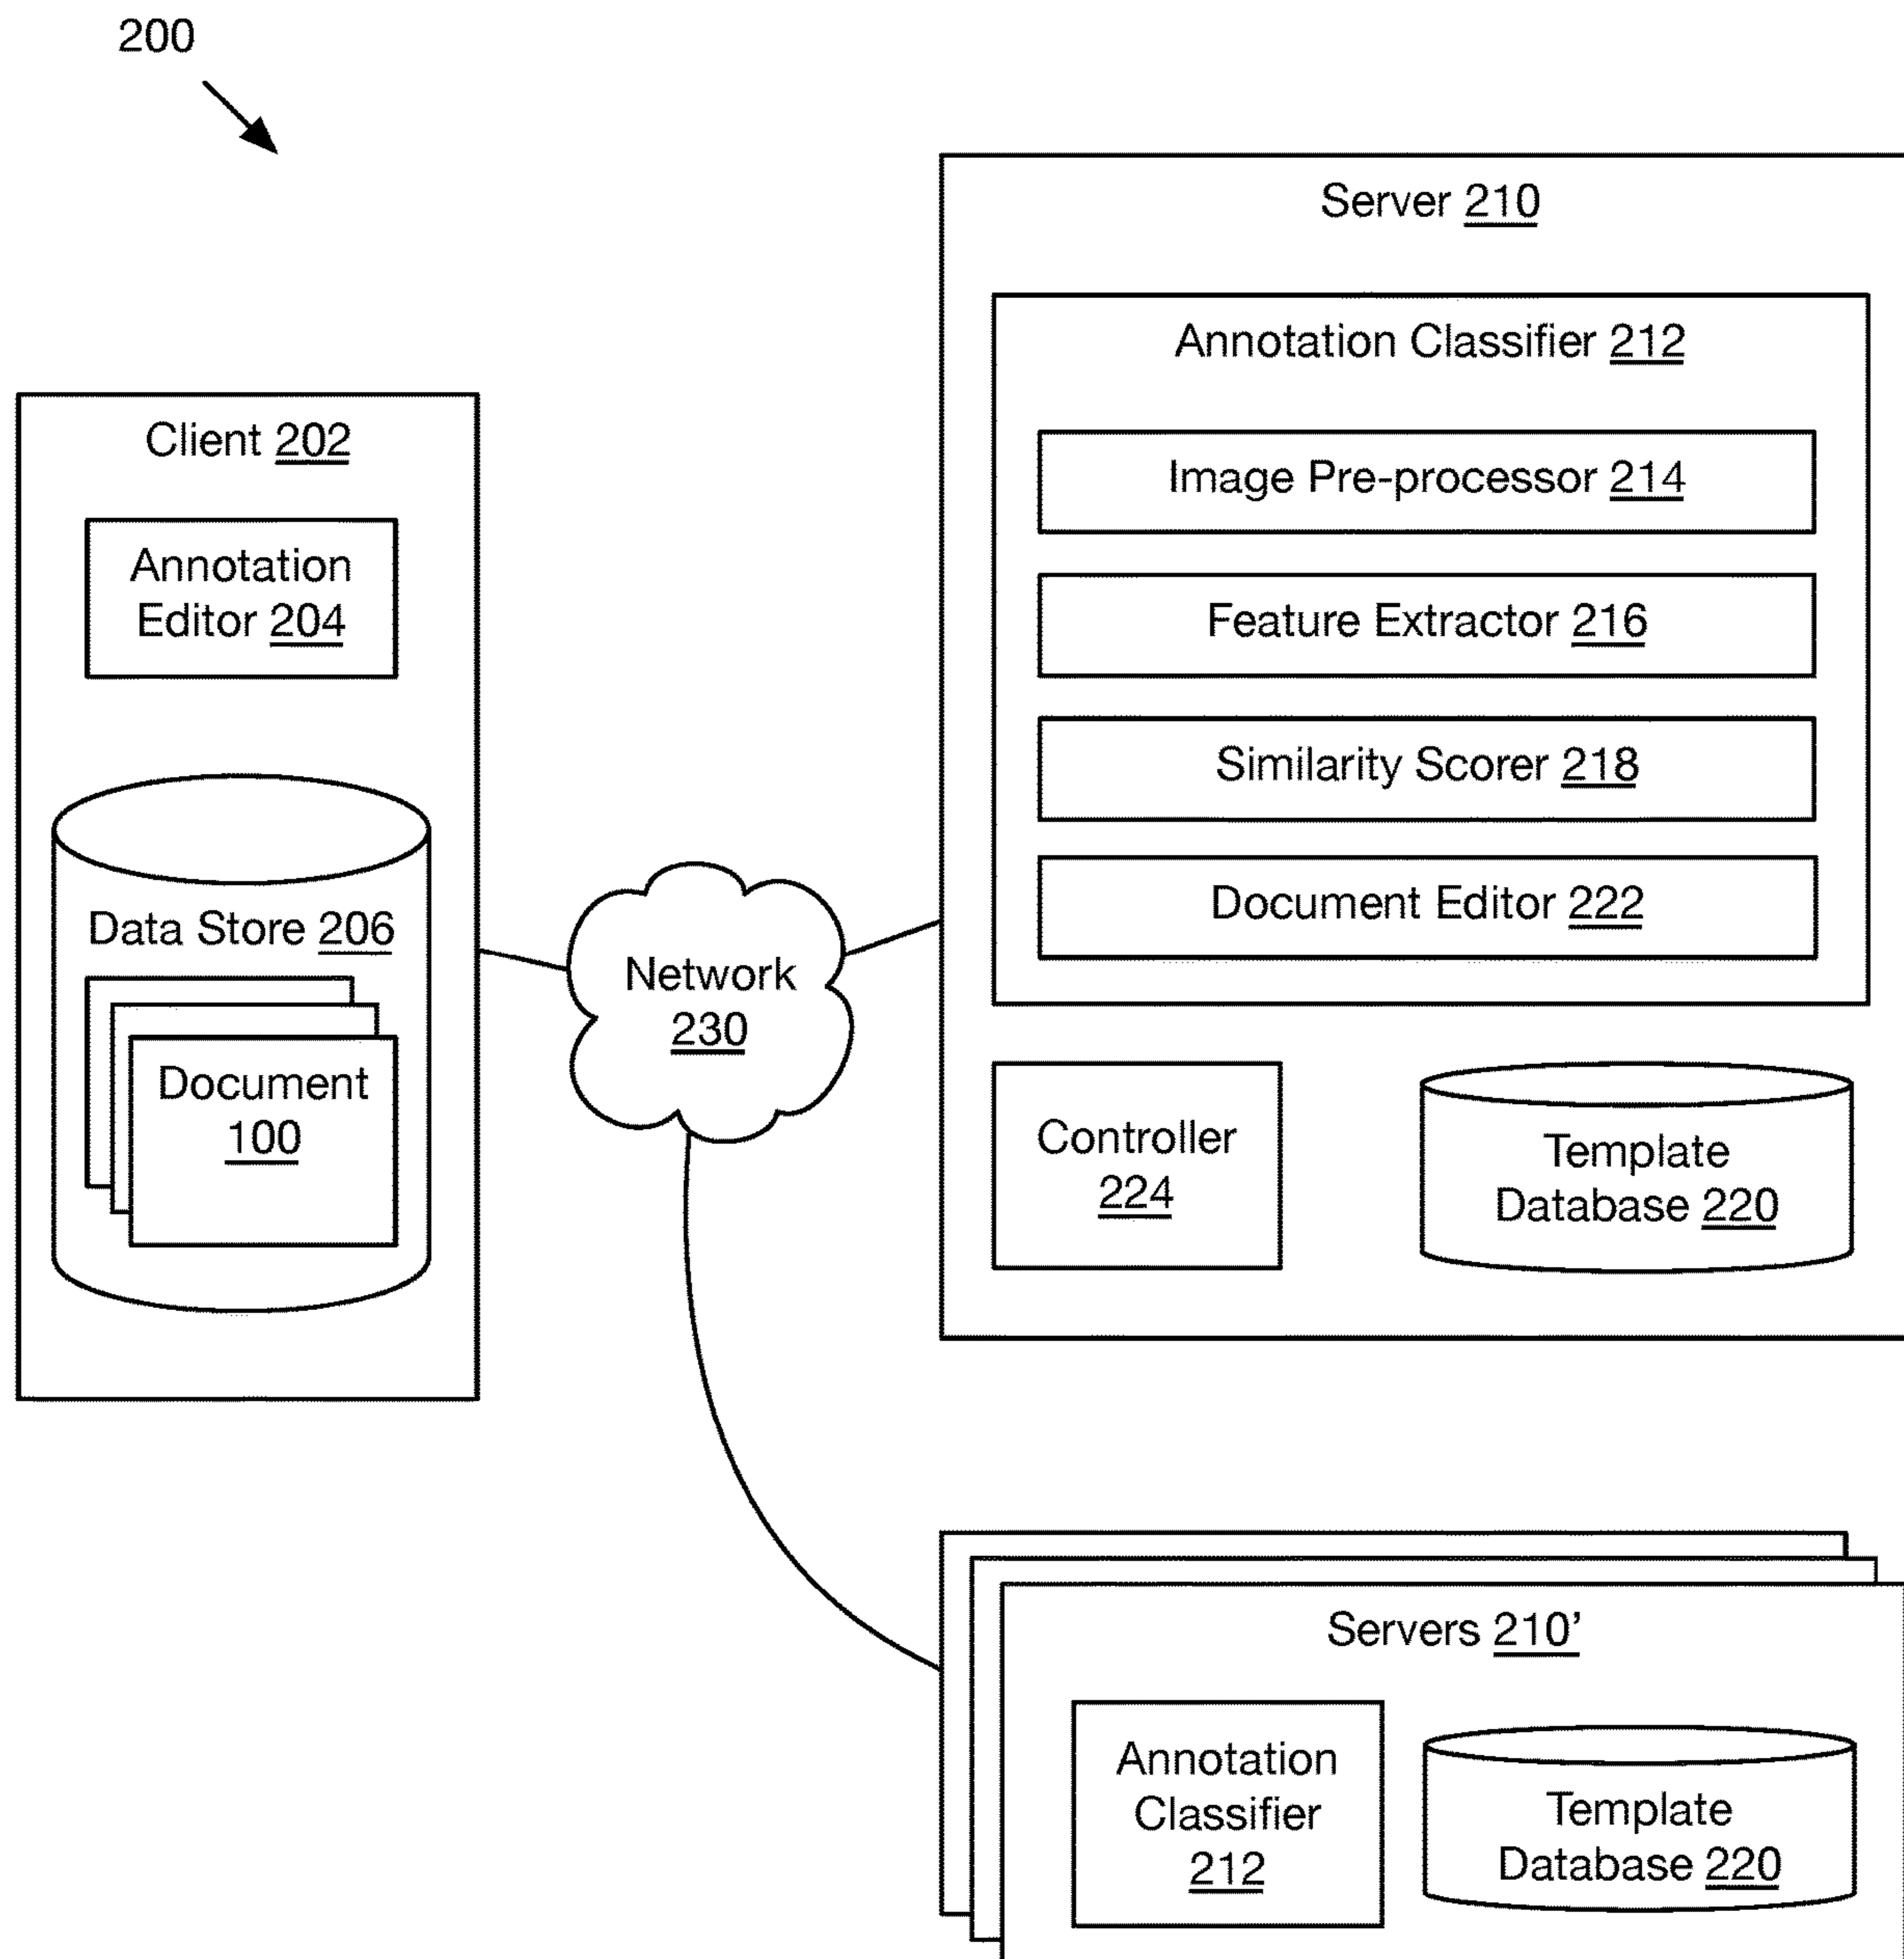 200
Server 210
Annotation Classifier 212
Image Pre-processor 214
Feature Extractor 216
Similarity Scorer 218
Document Editor 222
Controller
224
Template
Database 220
Client 202
Annotation
Editor 204
Data Store 206
Document
100
Network
230
Servers 210’
Annotation
Classifier
212
Template
Database 220